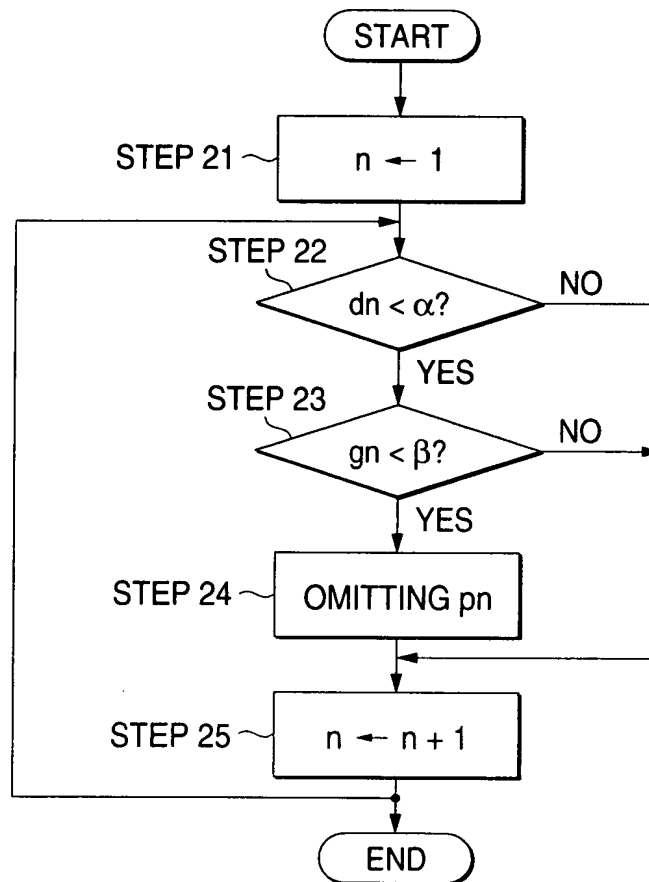 START
STEP 21
n ← 1
STEP 22
dn < α?
NO
YES
STEP 23
gn < β?
NO
YES
STEP 24
OMITTING pn
STEP 25
n ← n + 1
END